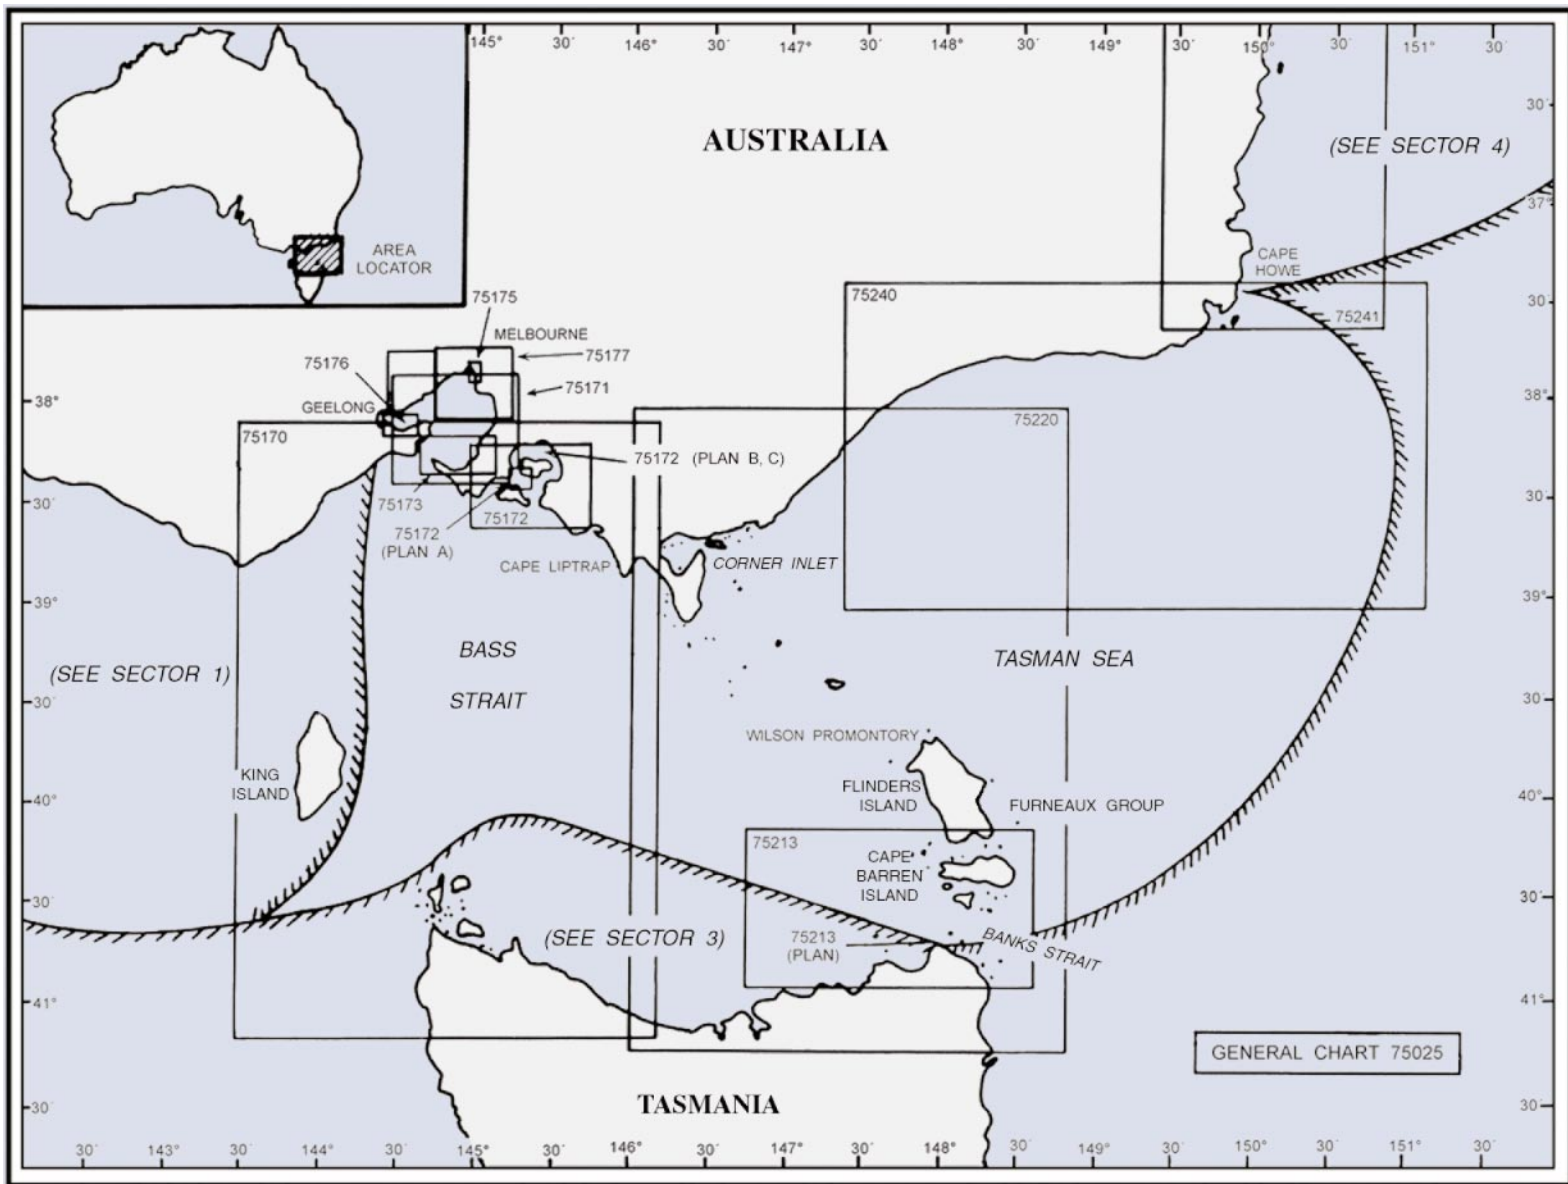 145° 30´ 146° 30´ 147° 30´ 148° 30´ 149° 30´ 150° 30´ 151° 30´
30´
AUSTRALIA
(SEE SECTOR 4)
37°
AREA
LOCATOR
CAPE
HOWE
75175
75240
30´
30´
75241
MELBOURNE
75176
75177
75171
GEELONG
38°
38°
75170
75220
75172 (PLAN B, C)
30´
30´
75173
75172
75172
(PLAN A)
CAPE LIPTRAP
CORNER INLET
39°
39°
BASS
STRAIT
TASMAN SEA
(SEE SECTOR 1)
30´
30´
WILSON PROMONTORY
KING
ISLAND
FLINDERS
ISLAND
FURNEAUX GROUP
40°
40°
75213
CAPE
BARREN
ISLAND
30´
30´
(SEE SECTOR 3)
75213
(PLAN)
BANKS STRAIT
41°
41°
GENERAL CHART 75025
TASMANIA
30´
30´
30´ 143° 30´ 144° 30´ 145° 30´ 146° 30´ 147° 30´ 148° 30´ 149° 30´ 150° 30´ 151° 30´